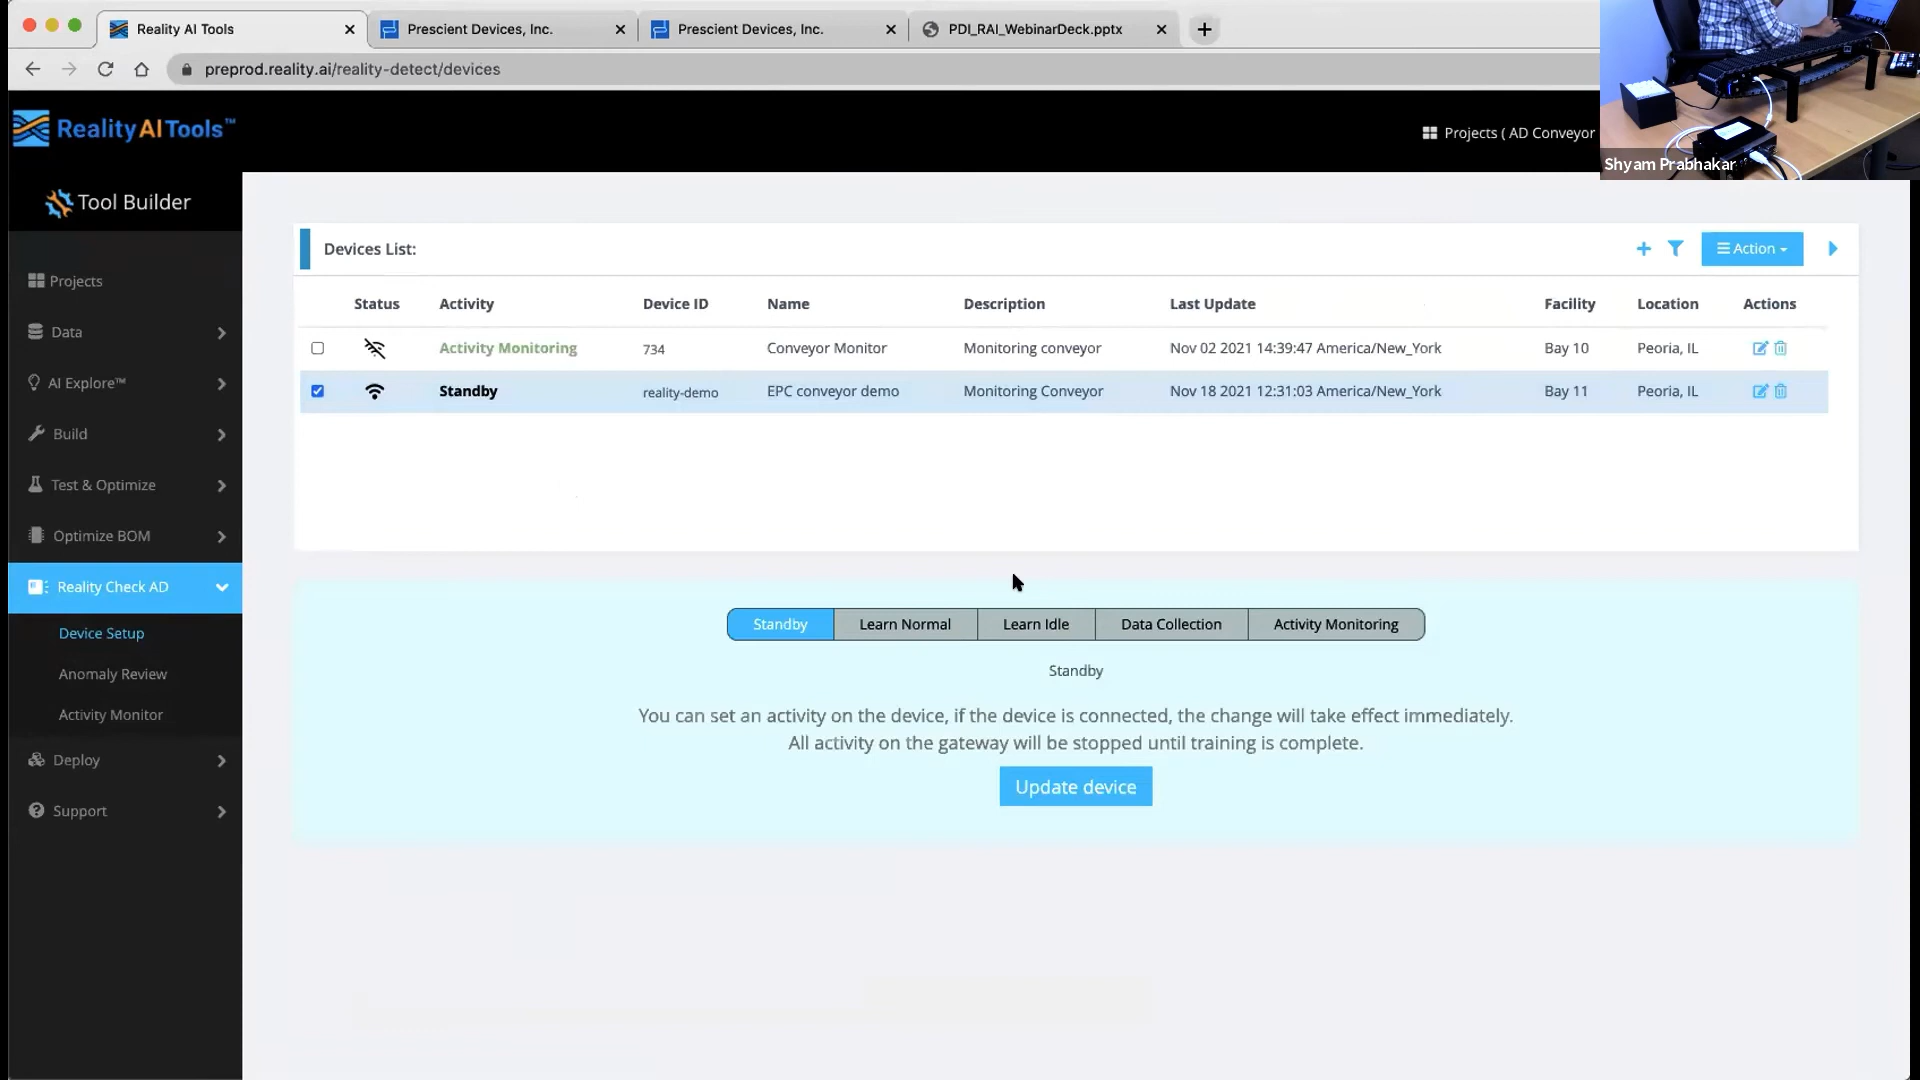 Reality AI Tools
Prescient Devices, Inc.
Prescient Devices, Inc.
PDI_RAI_WebinarDeck.pptx
preprod.reality.ai/reality-detect/devices
Reality AI Tools™
Projects ( AD Conveyor
Shyam Prabhakar
Tool Builder
Projects
Data
AI Explore™
Build
Test & Optimize
Optimize BOM
Reality Check AD
Device Setup
Anomaly Review
Activity Monitor
Deploy
Support
Devices List:
Action
Status Activity Device ID Name Description Last Update Facility Location Actions
Activity Monitoring 734 Conveyor Monitor Monitoring conveyor Nov 02 2021 14:39:47 America/New_York Bay 10 Peoria, IL
Standby reality-demo EPC conveyor demo Monitoring Conveyor Nov 18 2021 12:31:03 America/New_York Bay 11 Peoria, IL
Standby Learn Normal Learn Idle Data Collection Activity Monitoring
Standby
You can set an activity on the device, if the device is connected, the change will take effect immediately.
All activity on the gateway will be stopped until training is complete.
Update device